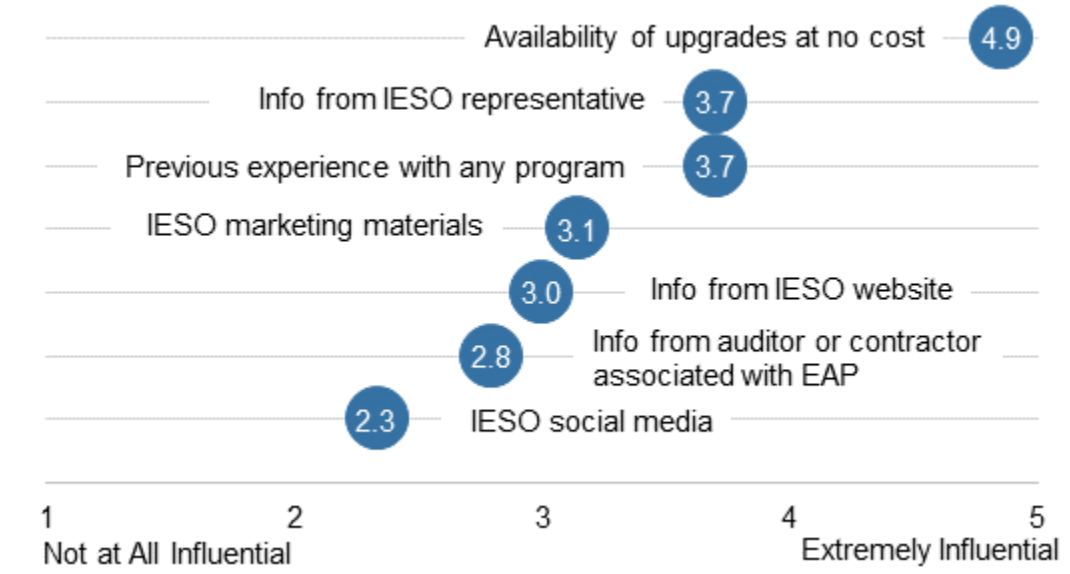 Availability of upgrades at no cost 4.9
Info from IESO representative 3.7
Previous experience with any program 3.7
IESO marketing materials 3.1
3.0 Info from IESO website
2.8 Info from auditor or contractor
associated with EAP
2.3 IESO social media
1 2 3 4 5
Not at All Influential Extremely Influential